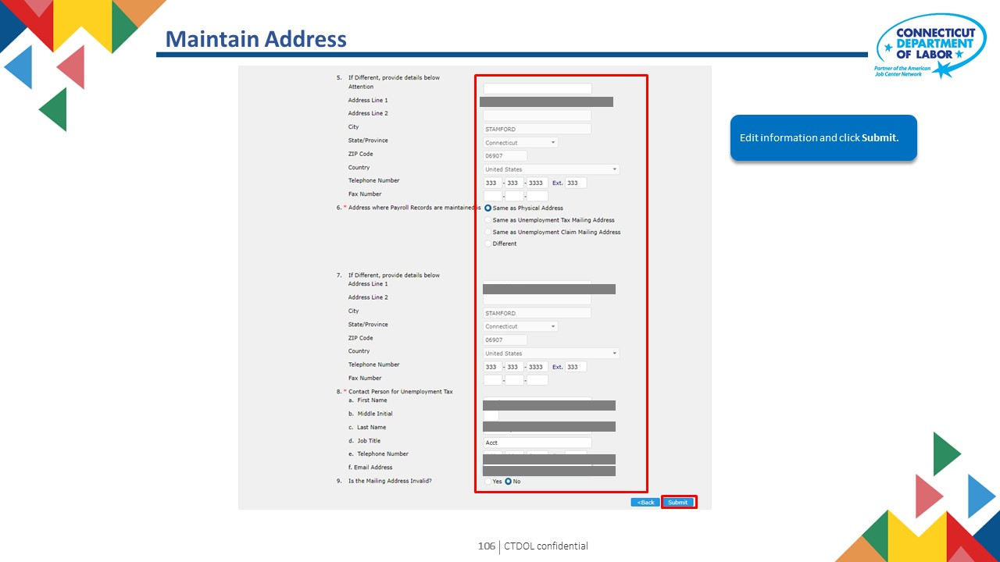 Maintain Address
CONNECTICUT
DEPARTMENT
OF LABOR
Partner of the American
Job Center Network
5. If Different, provide details below
Attention
Address Line 1
Address Line 2
City STAMFORD
State/Province Connecticut
ZIP Code 06907
Country United States
Telephone Number 333 - 333 - 3333 Ext. 333
Fax Number - -
6. * Address where Payroll Records are maintained is Same as Physical Address
Same as Unemployment Tax Mailing Address
Same as Unemployment Claim Mailing Address
Different
7. If Different, provide details below
Address Line 1
Address Line 2
City STAMFORD
State/Province Connecticut
ZIP Code 06907
Country United States
Telephone Number 333 - 333 - 3333 Ext. 333
Fax Number - -
8. * Contact Person for Unemployment Tax
a. First Name
b. Middle Initial
c. Last Name
d. Job Title Acct
e. Telephone Number
f. Email Address
9. Is the Mailing Address Invalid? Yes No
<Back Submit
Edit information and click Submit.
106 CTDOL confidential